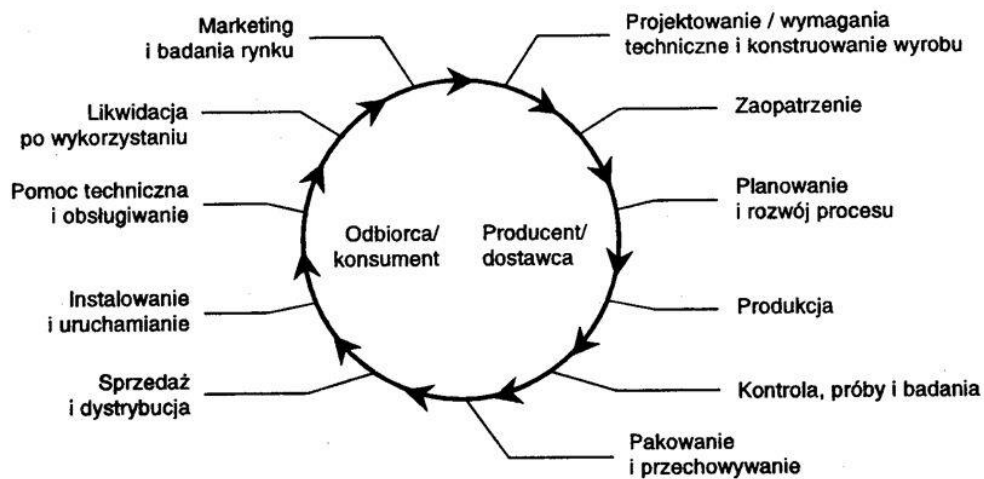 Marketing
i badania rynku
Projektowanie / wymagania
techniczne i konstruowanie wyrobu
Zaopatrzenie
Planowanie
i rozwój procesu
Produkcja
Kontrola, próby i badania
Pakowanie
i przechowywanie
Sprzedaż
i dystrybucja
Instalowanie
i uruchamianie
Pomoc techniczna
i obsługiwanie
Likwidacja
po wykorzystaniu
Odbiorca/
konsument
Producent/
dostawca